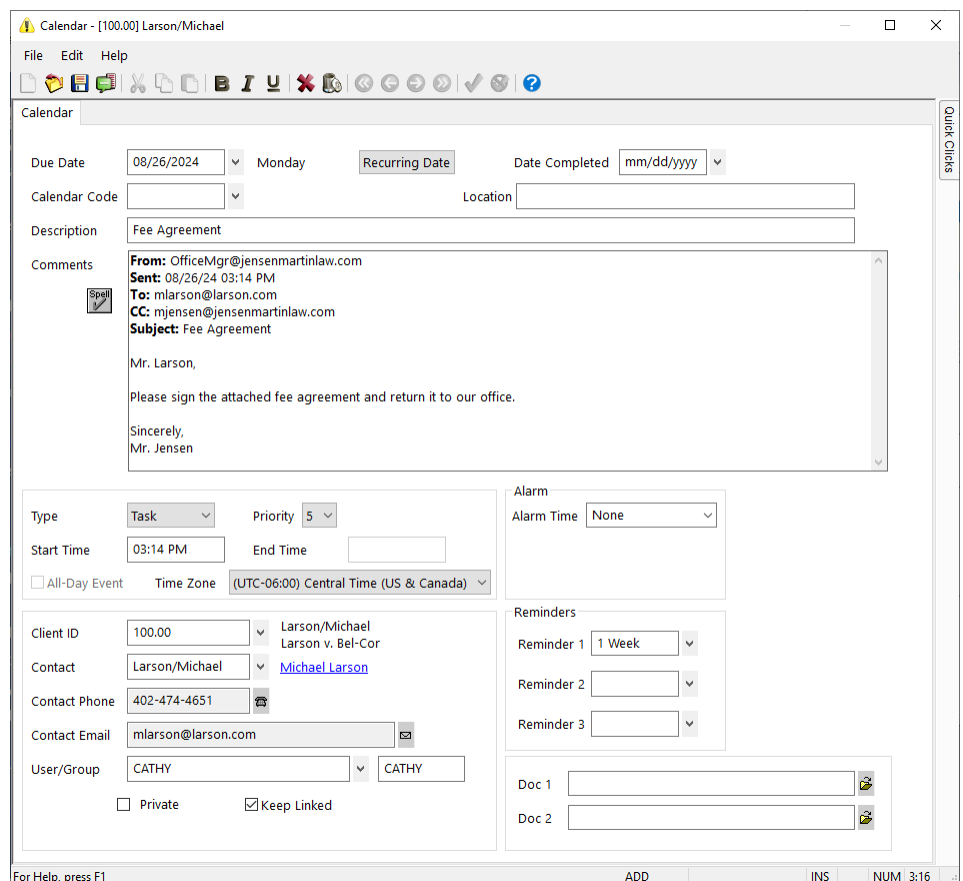 Calendar - [100.00] Larson/Michael
File Edit Help
B I U
Calendar
Quick Clicks
Due Date 08/26/2024 Monday Recurring Date Date Completed mm/dd/yyyy
Calendar Code Location
Description Fee Agreement
Comments
Spell
From: OfficeMgr@jensenmartinlaw.com
Sent: 08/26/24 03:14 PM
To: mlarson@larson.com
CC: mjensen@jensenmartinlaw.com
Subject: Fee Agreement
Mr. Larson,
Please sign the attached fee agreement and return it to our office.
Sincerely,
Mr. Jensen
Type Task Priority 5
Start Time 03:14 PM End Time
All-Day Event Time Zone (UTC-06:00) Central Time (US & Canada)
Alarm
Alarm Time None
Client ID 100.00 Larson/Michael
Larson v. Bel-Cor
Contact Larson/Michael Michael Larson
Contact Phone 402-474-4651
Contact Email mlarson@larson.com
User/Group CATHY CATHY
Private Keep Linked
Reminders
Reminder 1 1 Week
Reminder 2
Reminder 3
Doc 1
Doc 2
For Help, press F1 ADD INS NUM 3:16